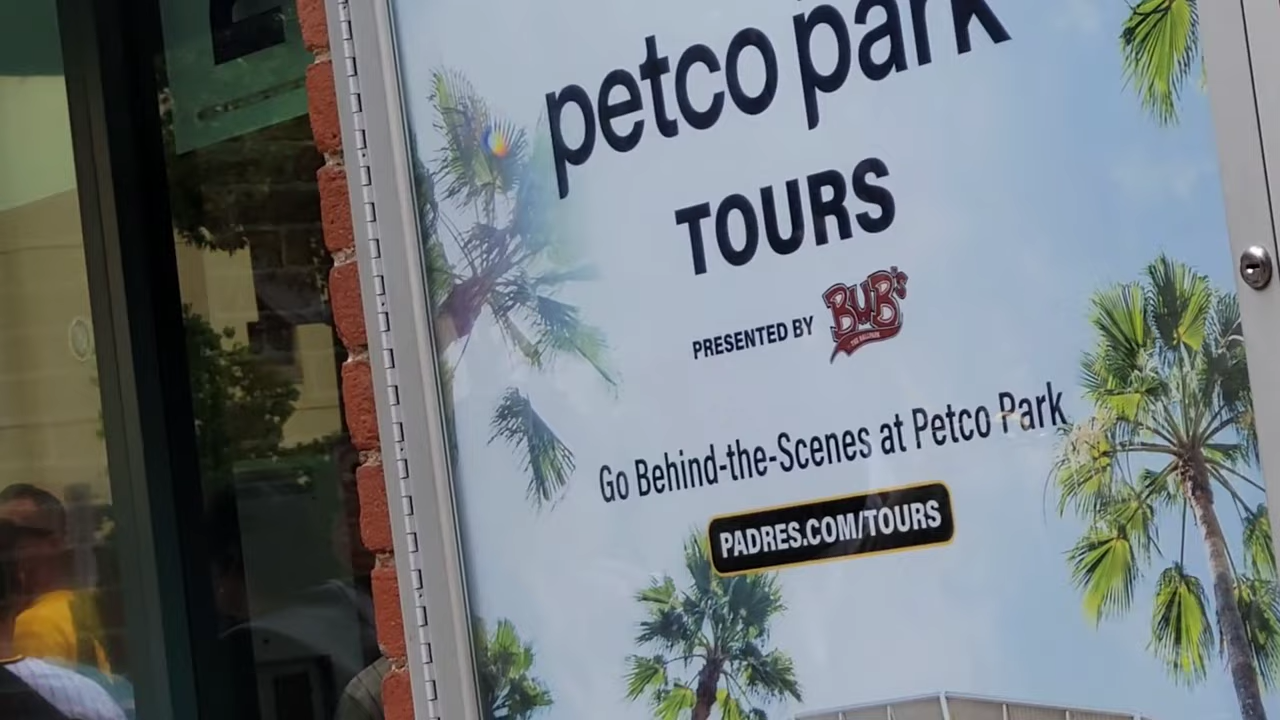 petco park
TOURS
PRESENTED BY BUB's
Go Behind-the-Scenes at Petco Park
PADRES.COM/TOURS